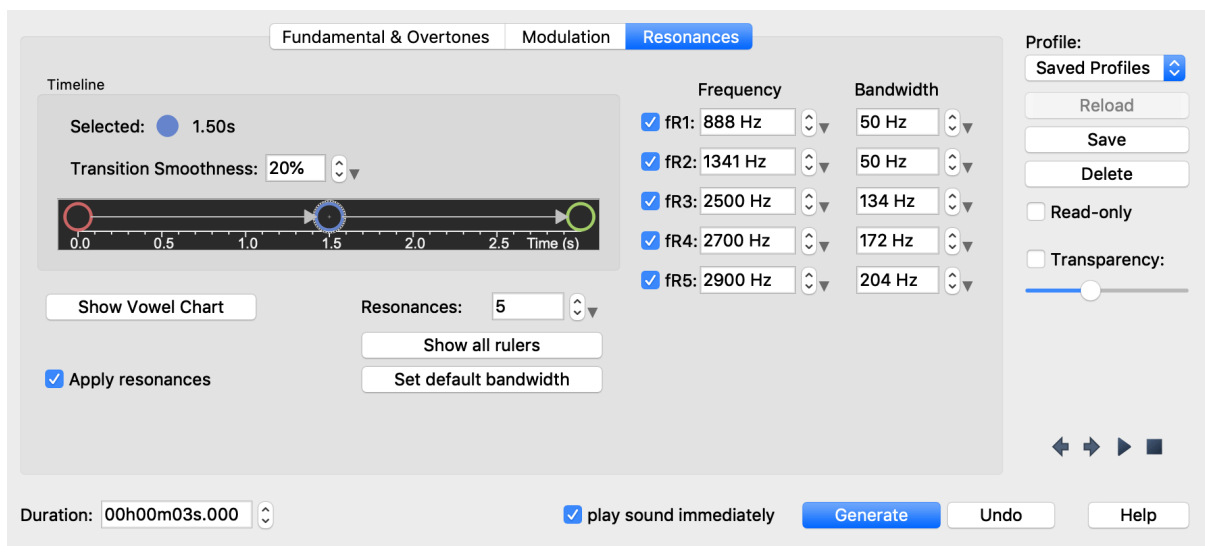 Fundamental & Overtones Modulation Resonances
Timeline
Selected: 1.50s
Transition Smoothness: 20%
0.0 0.5 1.0 1.5 2.0 2.5 Time (s)
Show Vowel Chart
Apply resonances
Resonances: 5
Show all rulers
Set default bandwidth
Frequency Bandwidth
fR1: 888 Hz 50 Hz
fR2: 1341 Hz 50 Hz
fR3: 2500 Hz 134 Hz
fR4: 2700 Hz 172 Hz
fR5: 2900 Hz 204 Hz
Profile:
Saved Profiles
Reload
Save
Delete
Read-only
Transparency:
Duration: 00h00m03s.000
play sound immediately
Generate Undo Help